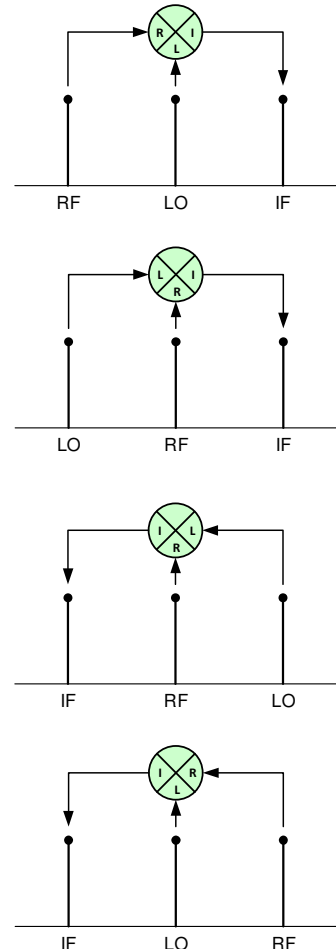 R I
L
RF LO IF
L I
R
LO RF IF
I L
R
IF RF LO
I R
L
IF LO RF